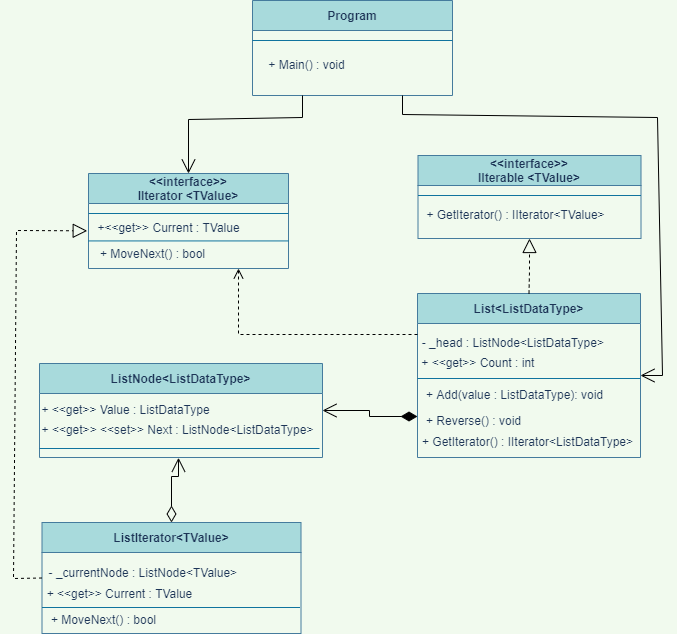 Program
+ Main() : void
<<interface>>
IIterator <TValue>
+<<get>> Current : TValue
+ MoveNext() : bool
<<interface>>
IIterable <TValue>
+ GetIterator() : IIterator<TValue>
List<ListDataType>
- _head : ListNode<ListDataType>
+ <<get>> Count : int
+ Add(value : ListDataType): void
+ Reverse() : void
+ GetIterator() : IIterator<ListDataType>
ListNode<ListDataType>
+ <<get>> Value : ListDataType
+ <<get>> <<set>> Next : ListNode<ListDataType>
ListIterator<TValue>
- _currentNode : ListNode<TValue>
+ <<get>> Current : TValue
+ MoveNext() : bool